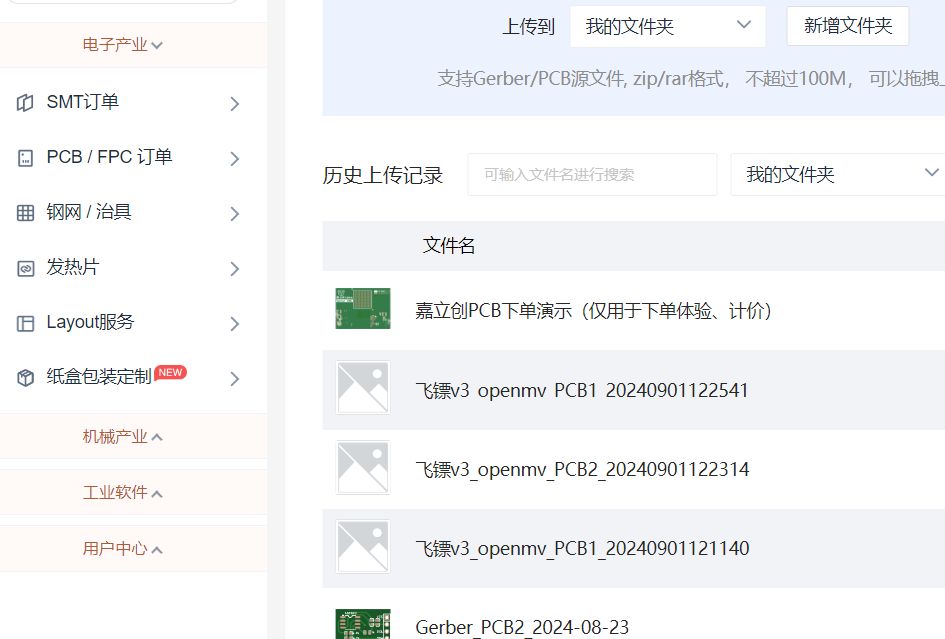 电子产业
SMT订单
PCB / FPC 订单
钢网 / 治具
发热片
Layout服务
纸盒包装定制 NEW
机械产业
工业软件
用户中心
上传到 我的文件夹 新增文件夹
支持Gerber/PCB源文件, zip/rar格式， 不超过100M， 可以拖拽
历史上传记录 可输入文件名进行搜索 我的文件夹
文件名
嘉立创PCB下单演示（仅用于下单体验、计价）
飞镖v3_openmv_PCB1_20240901122541
飞镖v3_openmv_PCB2_20240901122314
飞镖v3_openmv_PCB1_20240901121140
Gerber_PCB2_2024-08-23